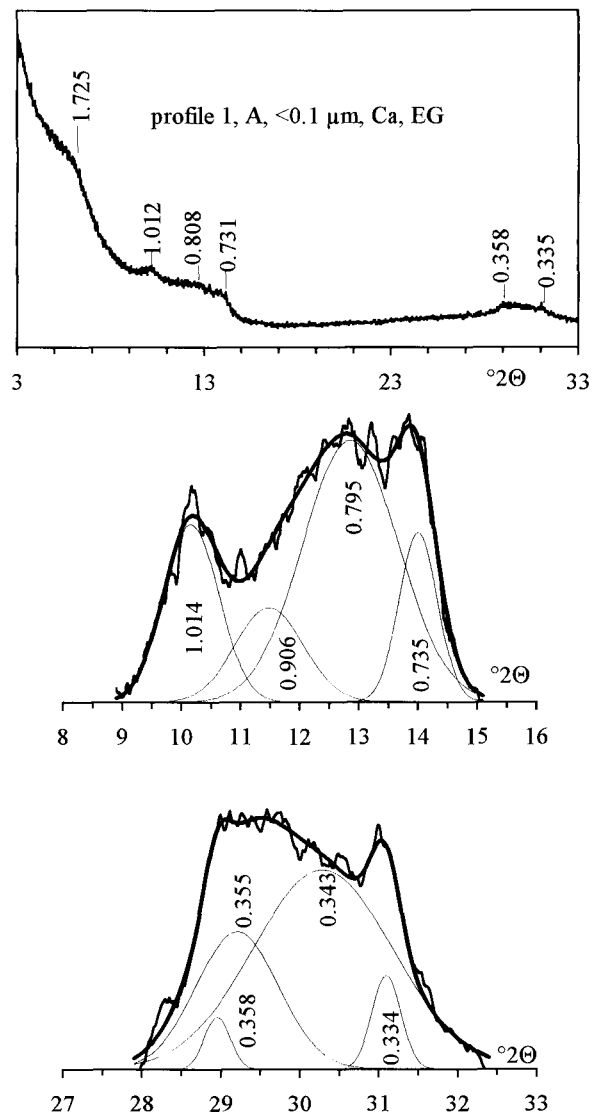 1.725
profile 1, A, <0.1 µm, Ca, EG
1.012
0.808
0.731
0.358
0.335
3 13 23 °2Θ 33
1.014
0.906
0.795
0.735
°2Θ
8 9 10 11 12 13 14 15 16
0.355
0.343
0.358
0.334
°2Θ
27 28 29 30 31 32 33